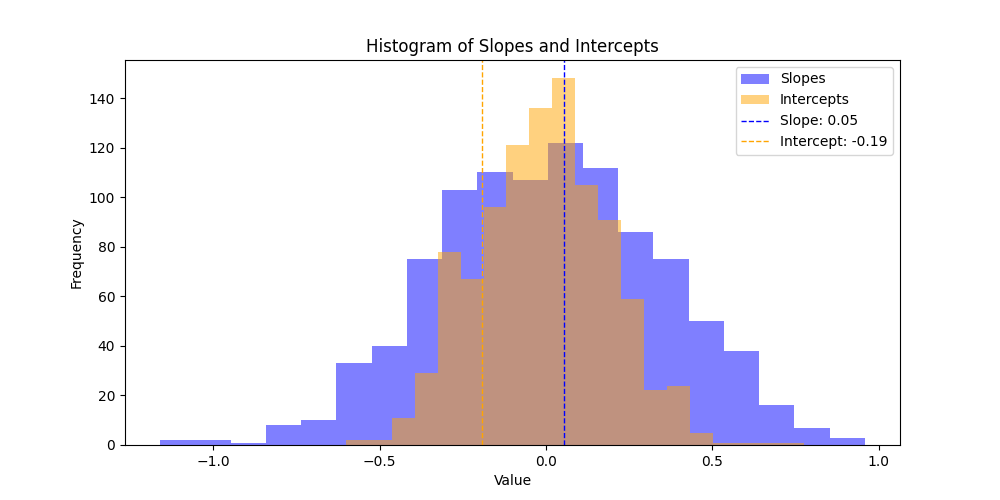 Histogram of Slopes and Intercepts
Slopes
Intercepts
Slope: 0.05
Intercept: -0.19
Frequency
140
120
100
80
60
40
20
0
−1.0 −0.5 0.0 0.5 1.0
Value